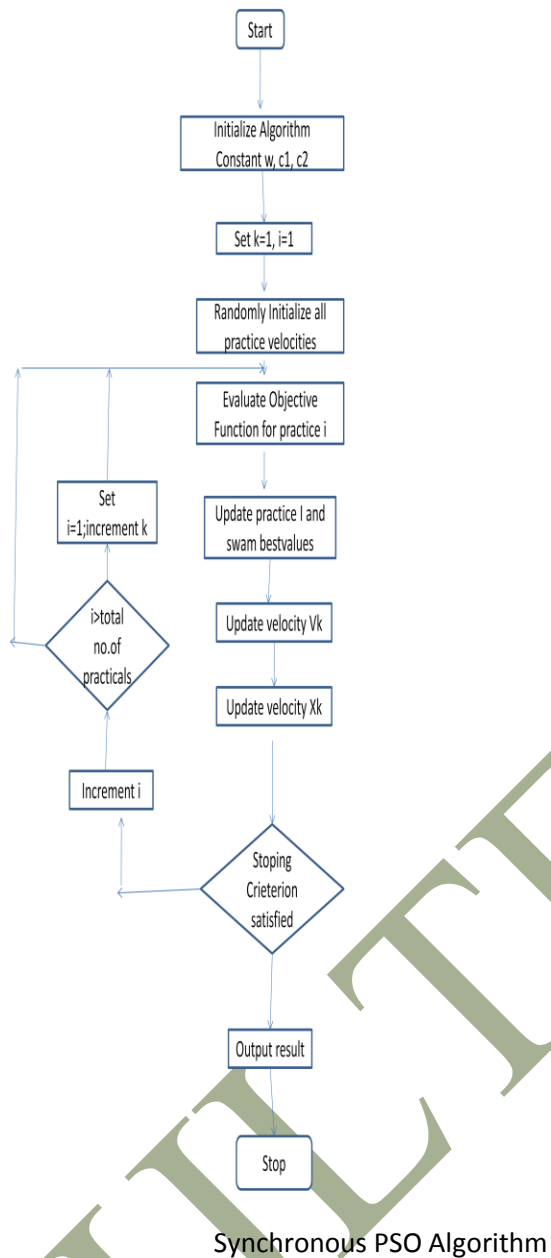 Start
Initialize Algorithm
Constant w, c1, c2
Set k=1, i=1
Randomly Initialize all
practice velocities
Evaluate Objective
Function for practice i
Update practice I and
swam bestvalues
Update velocity Vk
Update velocity Xk
Stoping
Crieterion
satisfied
Increment i
i>total
no.of
practicals
Set
i=1;increment k
Output result
Stop
Synchronous PSO Algorithm